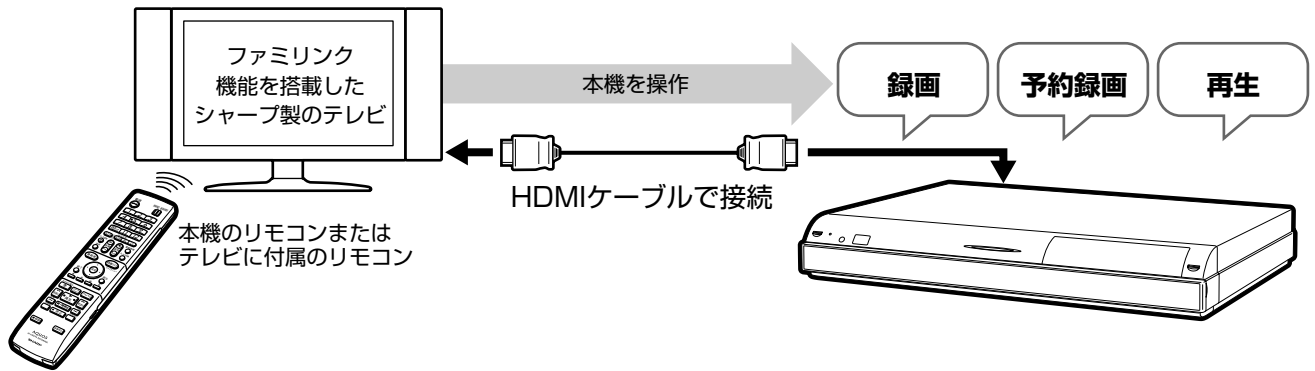 ファミリンク
機能を搭載した
シャープ製のテレビ
本機を操作
録画
予約録画
再生
HDMIケーブルで接続
本機のリモコンまたは
テレビに付属のリモコン